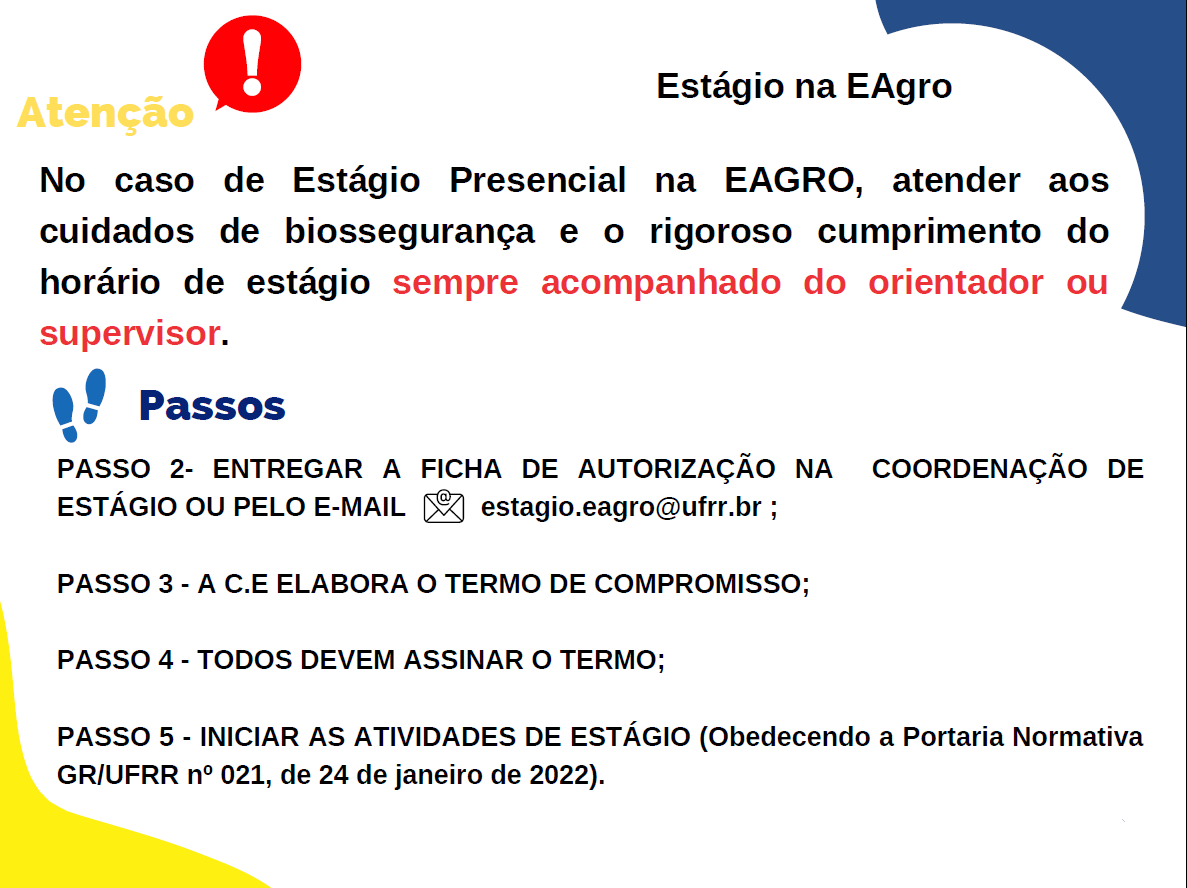 Atenção
Estágio na EAgro
No caso de Estágio Presencial na EAGRO, atender aos
cuidados de biossegurança e o rigoroso cumprimento do
horário de estágio sempre acompanhado do orientador ou
supervisor.
Passos
PASSO 2- ENTREGAR A FICHA DE AUTORIZAÇÃO NA COORDENAÇÃO DE
ESTÁGIO OU PELO E-MAIL estagio.eagro@ufrr.br ;
PASSO 3 - A C.E ELABORA O TERMO DE COMPROMISSO;
PASSO 4 - TODOS DEVEM ASSINAR O TERMO;
PASSO 5 - INICIAR AS ATIVIDADES DE ESTÁGIO (Obedecendo a Portaria Normativa
GR/UFRR nº 021, de 24 de janeiro de 2022).